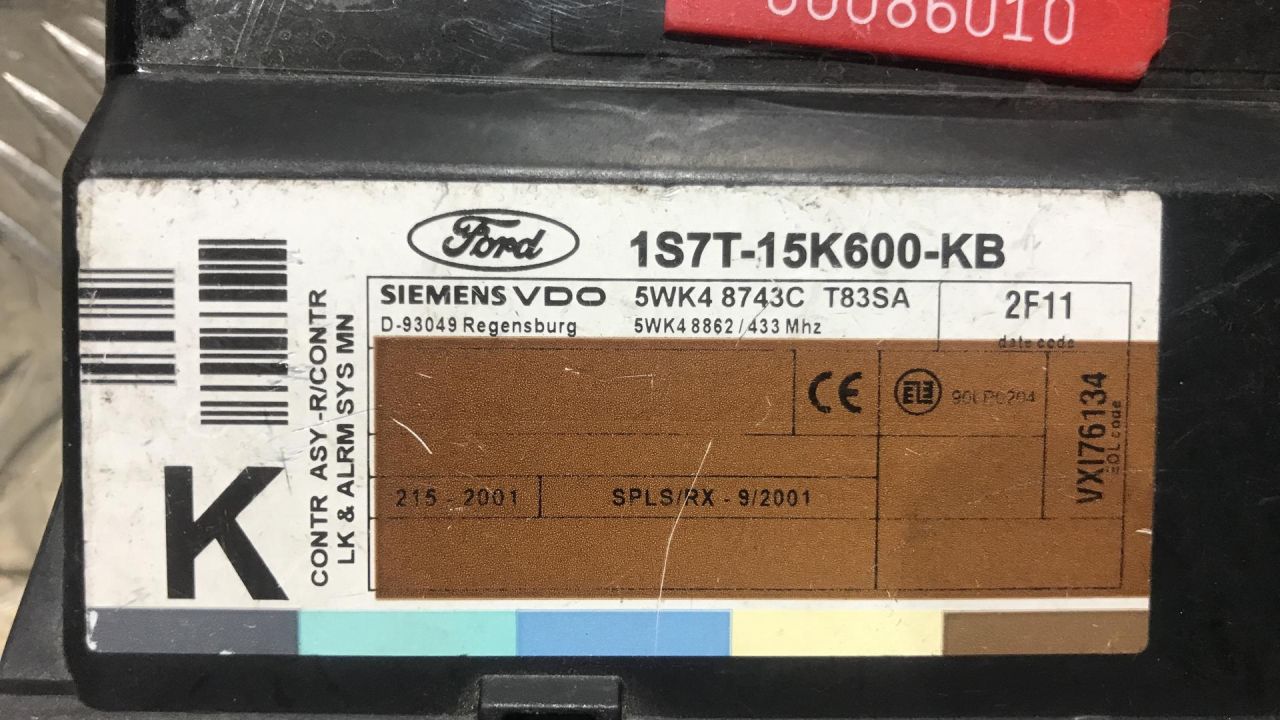 00086010
Ford 1S7T-15K600-KB
SIEMENS VDO 5WK4 8743C T83SA 2F11
D-93049 Regensburg 5WK4 8862 / 433 Mhz date code
CE
VXI76134
EOL code
215 - 2001 SPLS/RX - 9/2001
CONTR ASY -R/CONTR
LK & ALRM SYS MN
K